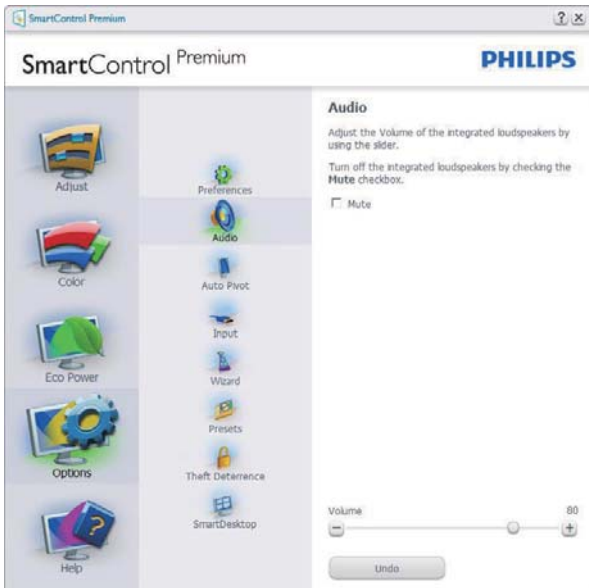 SmartControl Premium
SmartControl Premium
PHILIPS
Adjust
Color
Eco Power
Options
Help
Preferences
Audio
Auto Pivot
Input
Wizard
Presets
Theft Deterrence
SmartDesktop
Audio
Adjust the Volume of the integrated loudspeakers by
using the slider.
Turn off the integrated loudspeakers by checking the
Mute checkbox.
Mute
Volume 80
Undo